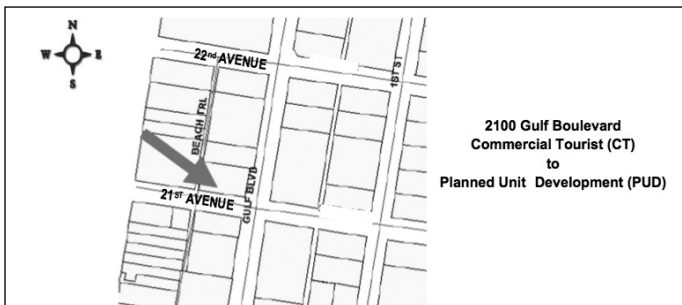 N
W E
S
22nd AVENUE
1ST ST
BEACH TRL
GULF BLVD
21ST AVENUE
2100 Gulf Boulevard
Commercial Tourist (CT)
to
Planned Unit Development (PUD)